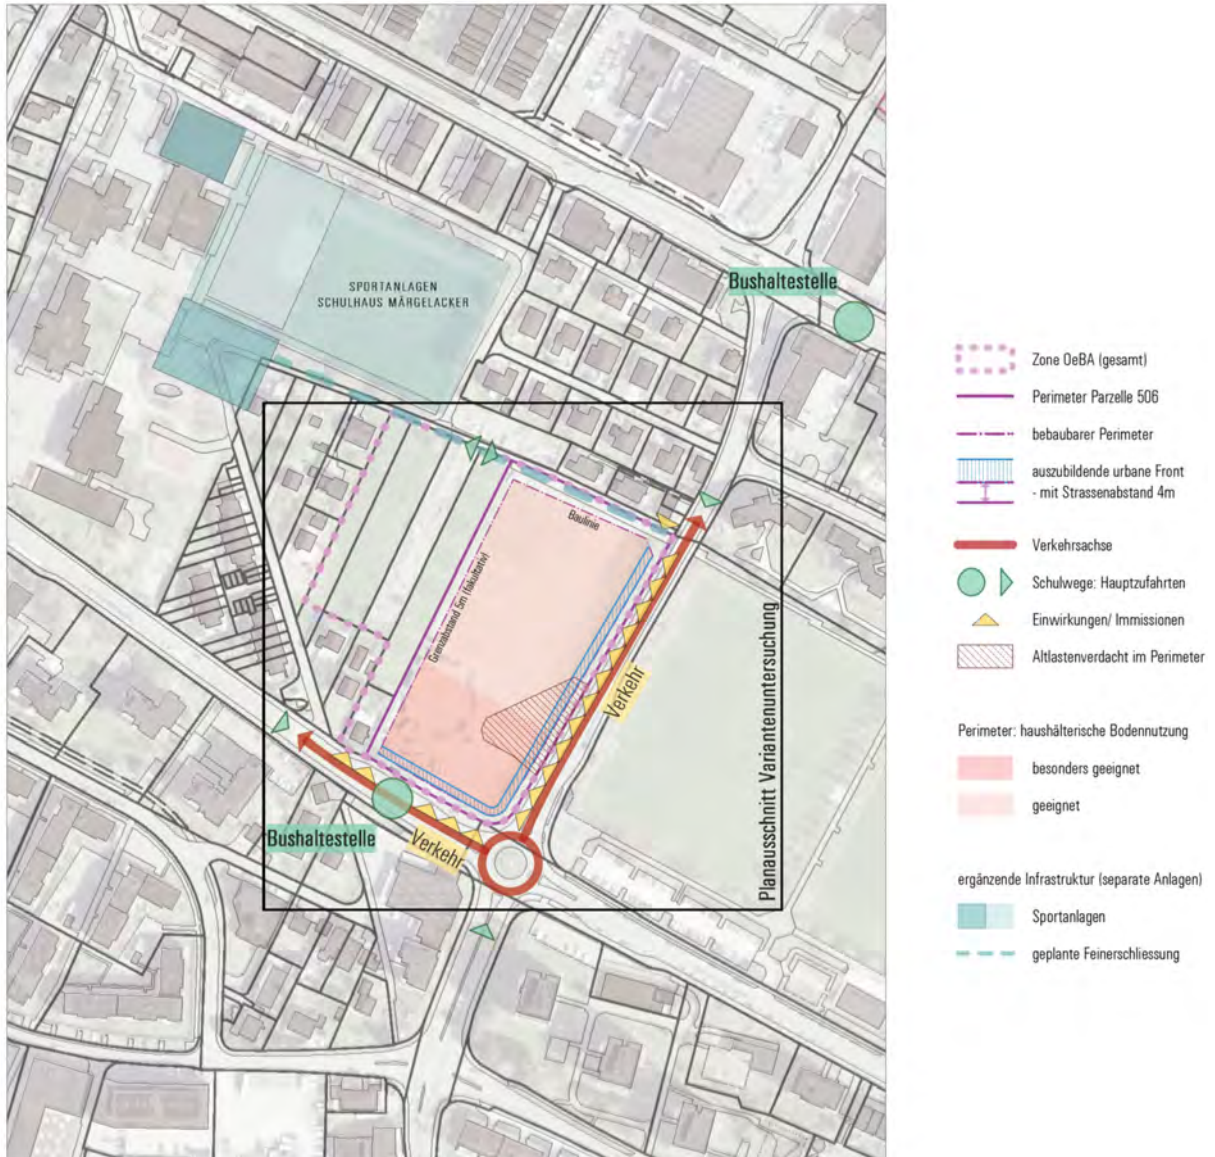 Bushaltestelle
SPORTANLAGEN
SCHULHAUS MÄRGELACKER
Baulinie
Grenzabstand 5m (fakultativ)
Verkehr
Planausschnitt Variantenuntersuchung
Bushaltestelle
Verkehr
Zone OeBA (gesamt)
Perimeter Parzelle 506
bebaubarer Perimeter
auszubildende urbane Front
- mit Strassenabstand 4m
Verkehrsachse
Schulwege: Hauptzufahrten
Einwirkungen/ Immissionen
Altlastenverdacht im Perimeter
Perimeter: haushälterische Bodennutzung
besonders geeignet
geeignet
ergänzende Infrastruktur (separate Anlagen)
Sportanlagen
geplante Feinerschliessung